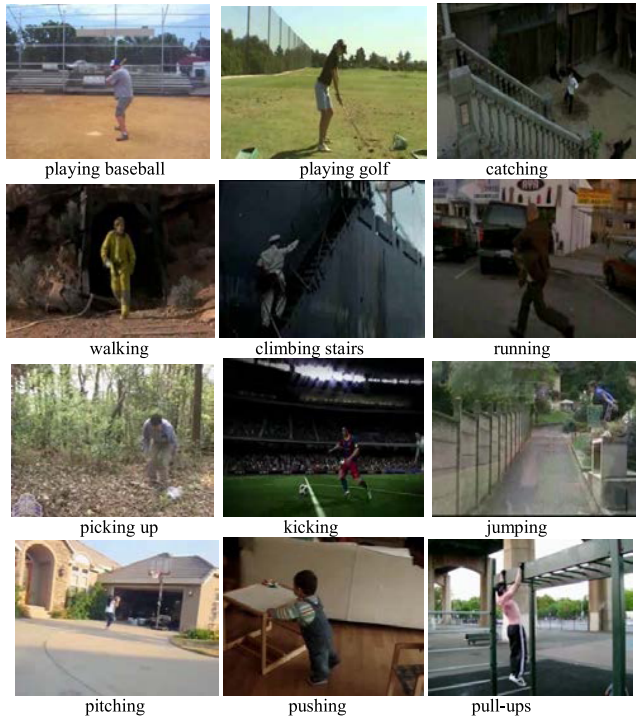 playing baseball
playing golf
catching
walking
climbing stairs
running
picking up
kicking
jumping
pitching
pushing
pull-ups